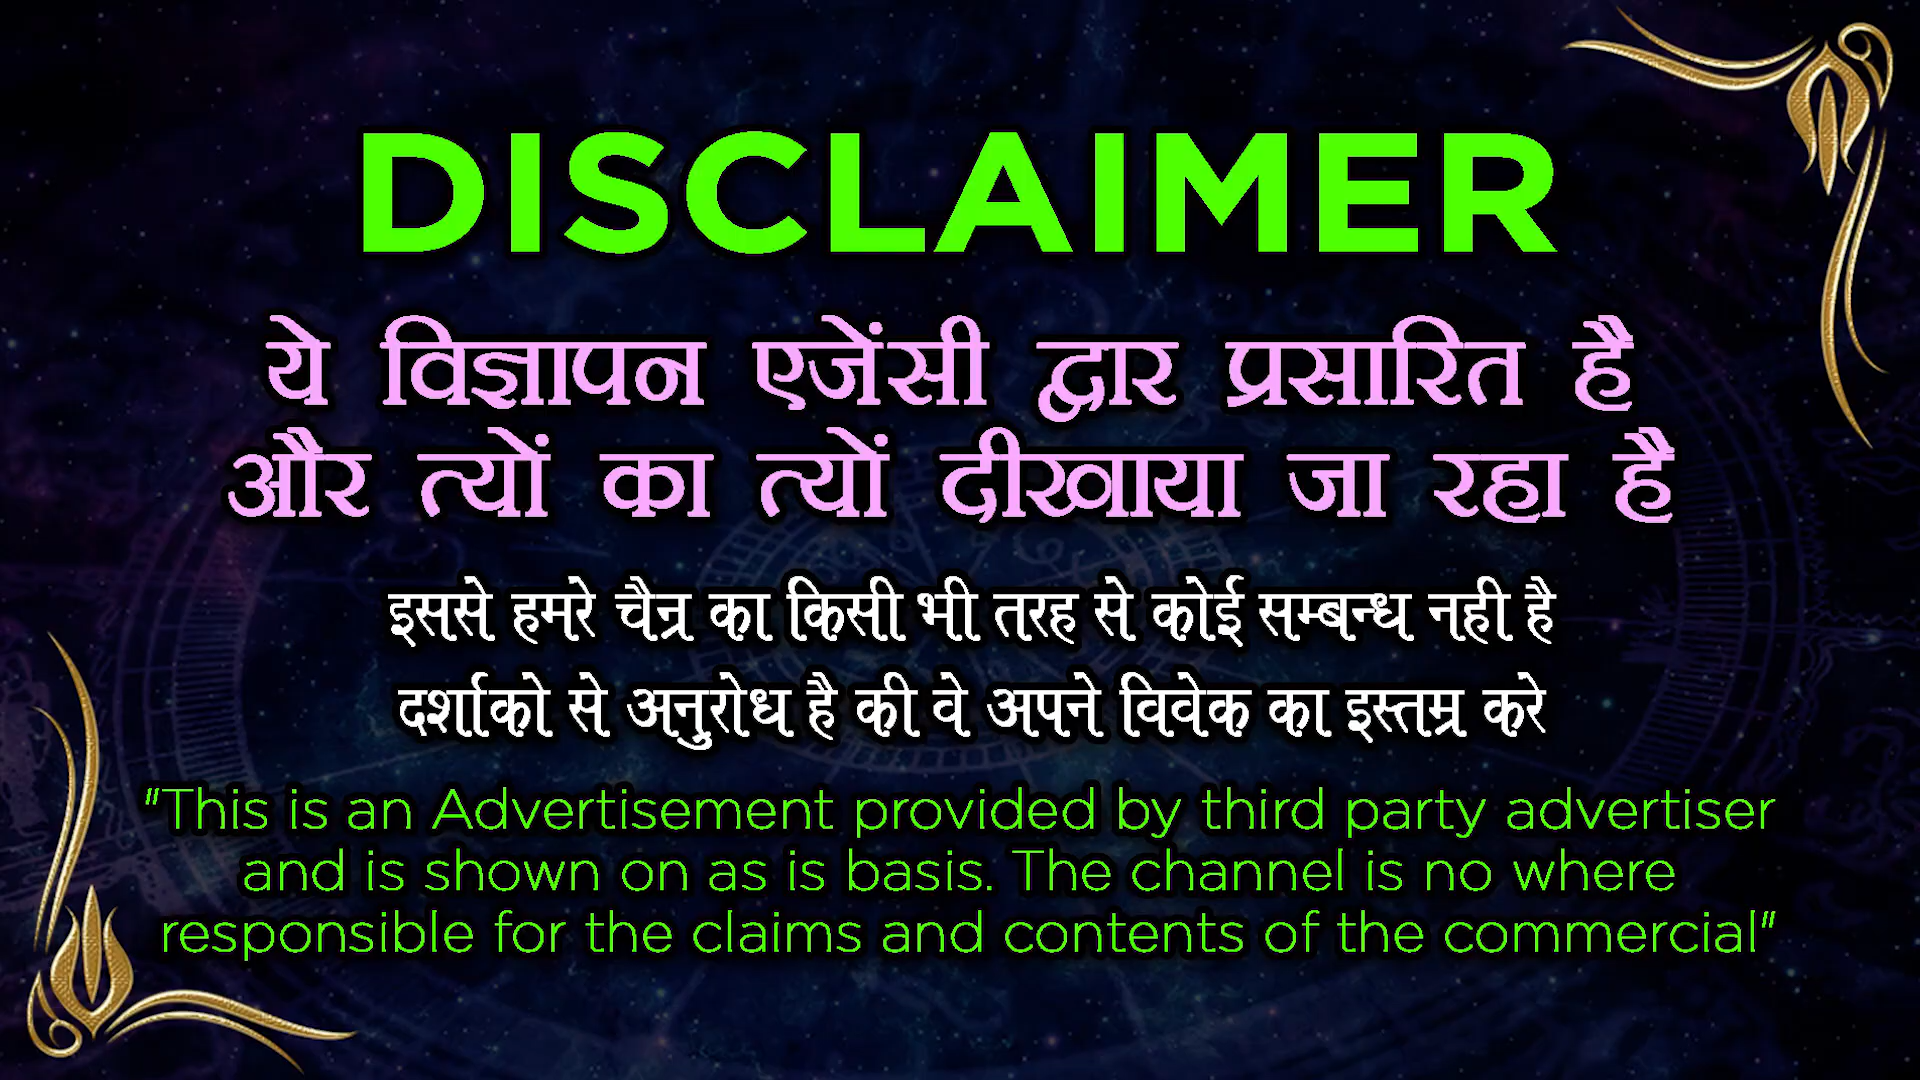 DISCLAIMER
ये विज्ञापन एजेंसी द्वार प्रसारित है
और त्यों का त्यों दीखाया जा रहा है
इससे हमरे चैन्र का किसी भी तरह से कोई सम्बन्ध नही है
दर्शाको से अनुरोध है की वे अपने विवेक का इस्तम्र करे
"This is an Advertisement provided by third party advertiser
and is shown on as is basis. The channel is no where
responsible for the claims and contents of the commercial"